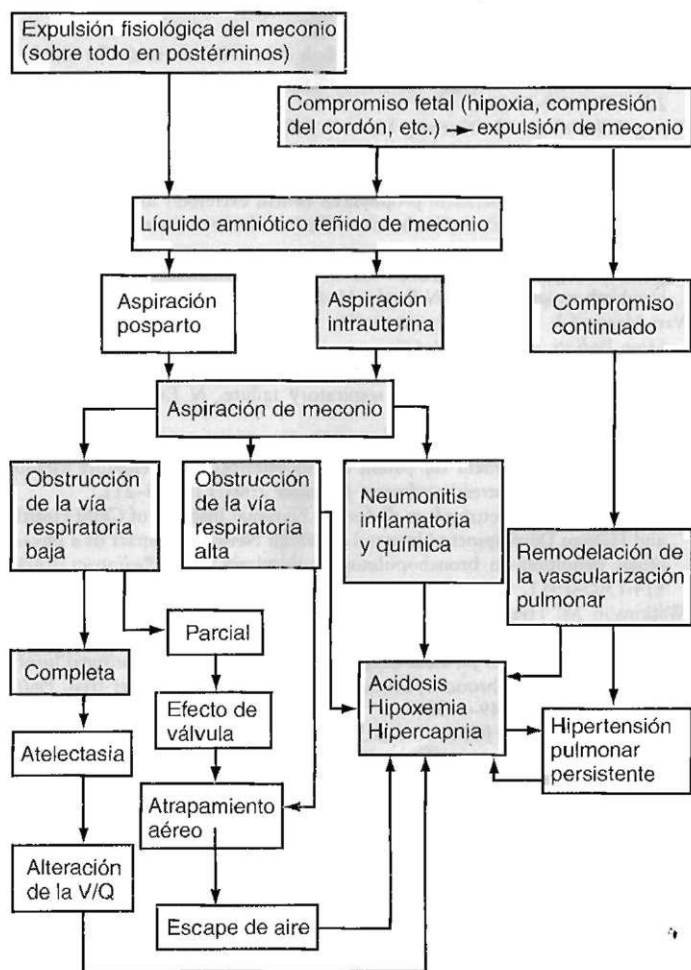 Expulsión fisiológica del meconio
(sobre todo en postérminos)
Compromiso fetal (hipoxia, compresión
del cordón, etc.) → expulsión de meconio
Líquido amniótico teñido de meconio
Aspiración
posparto
Aspiración
intrauterina
Compromiso
continuado
Aspiración de meconio
Obstrucción
de la vía
respiratoria
baja
Obstrucción
de la vía
respiratoria
alta
Neumonitis
inflamatoria
y química
Remodelación de
la vascularización
pulmonar
Parcial
Completa
Efecto de
válvula
Acidosis
Hipoxemia
Hipercapnia
Hipertensión
pulmonar
persistente
Atelectasia
Atrapamiento
aéreo
Alteración
de la V/Q
Escape de aire